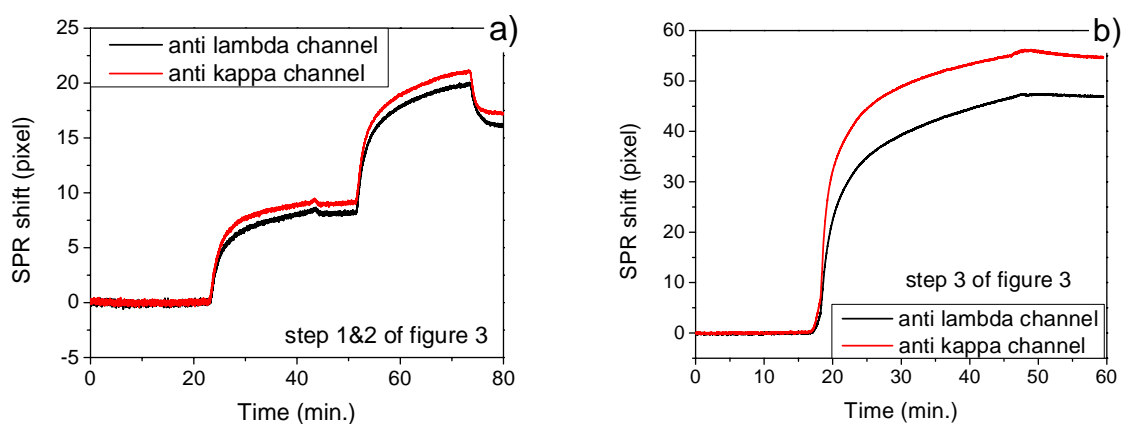 a)
25
20
15
10
5
0
-5
SPR shift (pixel)
anti lambda channel
anti kappa channel
step 1&2 of figure 3
0 20 40 60 80
Time (min.)
b)
60
50
40
30
20
10
0
SPR shift (pixel)
step 3 of figure 3
anti lambda channel
anti kappa channel
0 10 20 30 40 50 60
Time (min.)